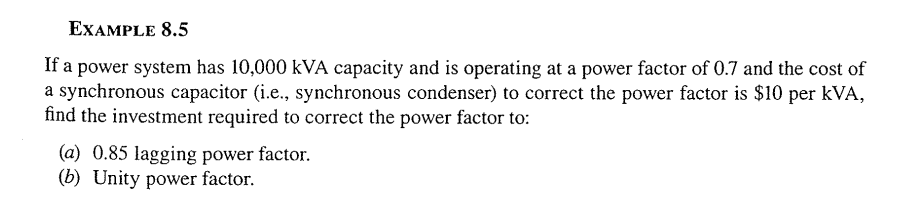 EXAMPLE 8.5
If a power system has 10,000 kVA capacity and is operating at a power factor of 0.7 and the cost of
a synchronous capacitor (i.e., synchronous condenser) to correct the power factor is $10 per kVA,
find the investment required to correct the power factor to:
(a) 0.85 lagging power factor.
(b) Unity power factor.